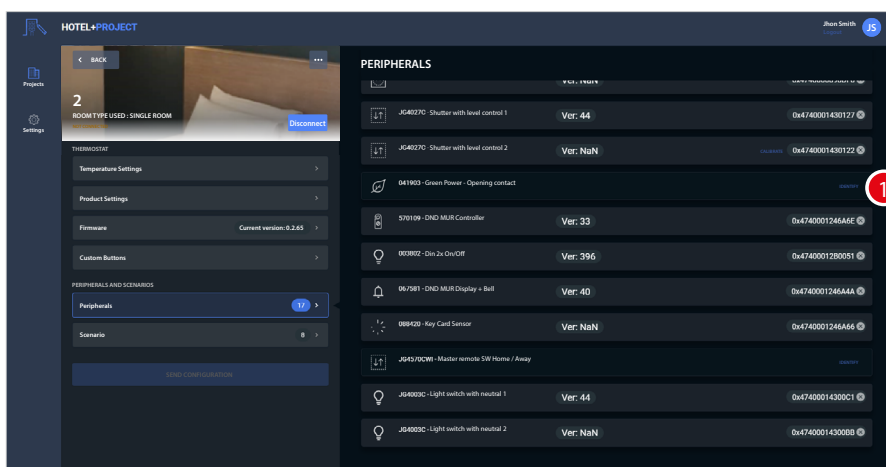 HOTEL+PROJECT
Jhon Smith
Logout
JS
Projects
Settings
BACK
...
2
ROOM TYPE USED : SINGLE ROOM
Disconnect
THERMOSTAT
Temperature Settings
Product Settings
Firmware Current version: 0.2.65
Custom Buttons
PERIPHERALS AND SCENARIOS
Peripherals 17
Scenario 8
SEND CONFIGURATION
PERIPHERALS
Ver: NaN
JG4027C - Shutter with level control 1 Ver: 44 0x4740001430127
JG4027C - Shutter with level control 2 Ver: NaN 0x4740001430122
041903 - Green Power - Opening contact
1
570109 - DND MUR Controller Ver: 33 0x4740001246A6E
003802 - Din 2x On/Off Ver: 396 0x47400012B0051
067581 - DND MUR Display + Bell Ver: 40 0x4740001246A4A
088420 - Key Card Sensor Ver: NaN 0x4740001246A66
JG4570CWI - Master remote SW Home / Away
JG4003C - Light switch with neutral 1 Ver: 44 0x47400014300C1
JG4003C - Light switch with neutral 2 Ver: NaN 0x47400014300BB